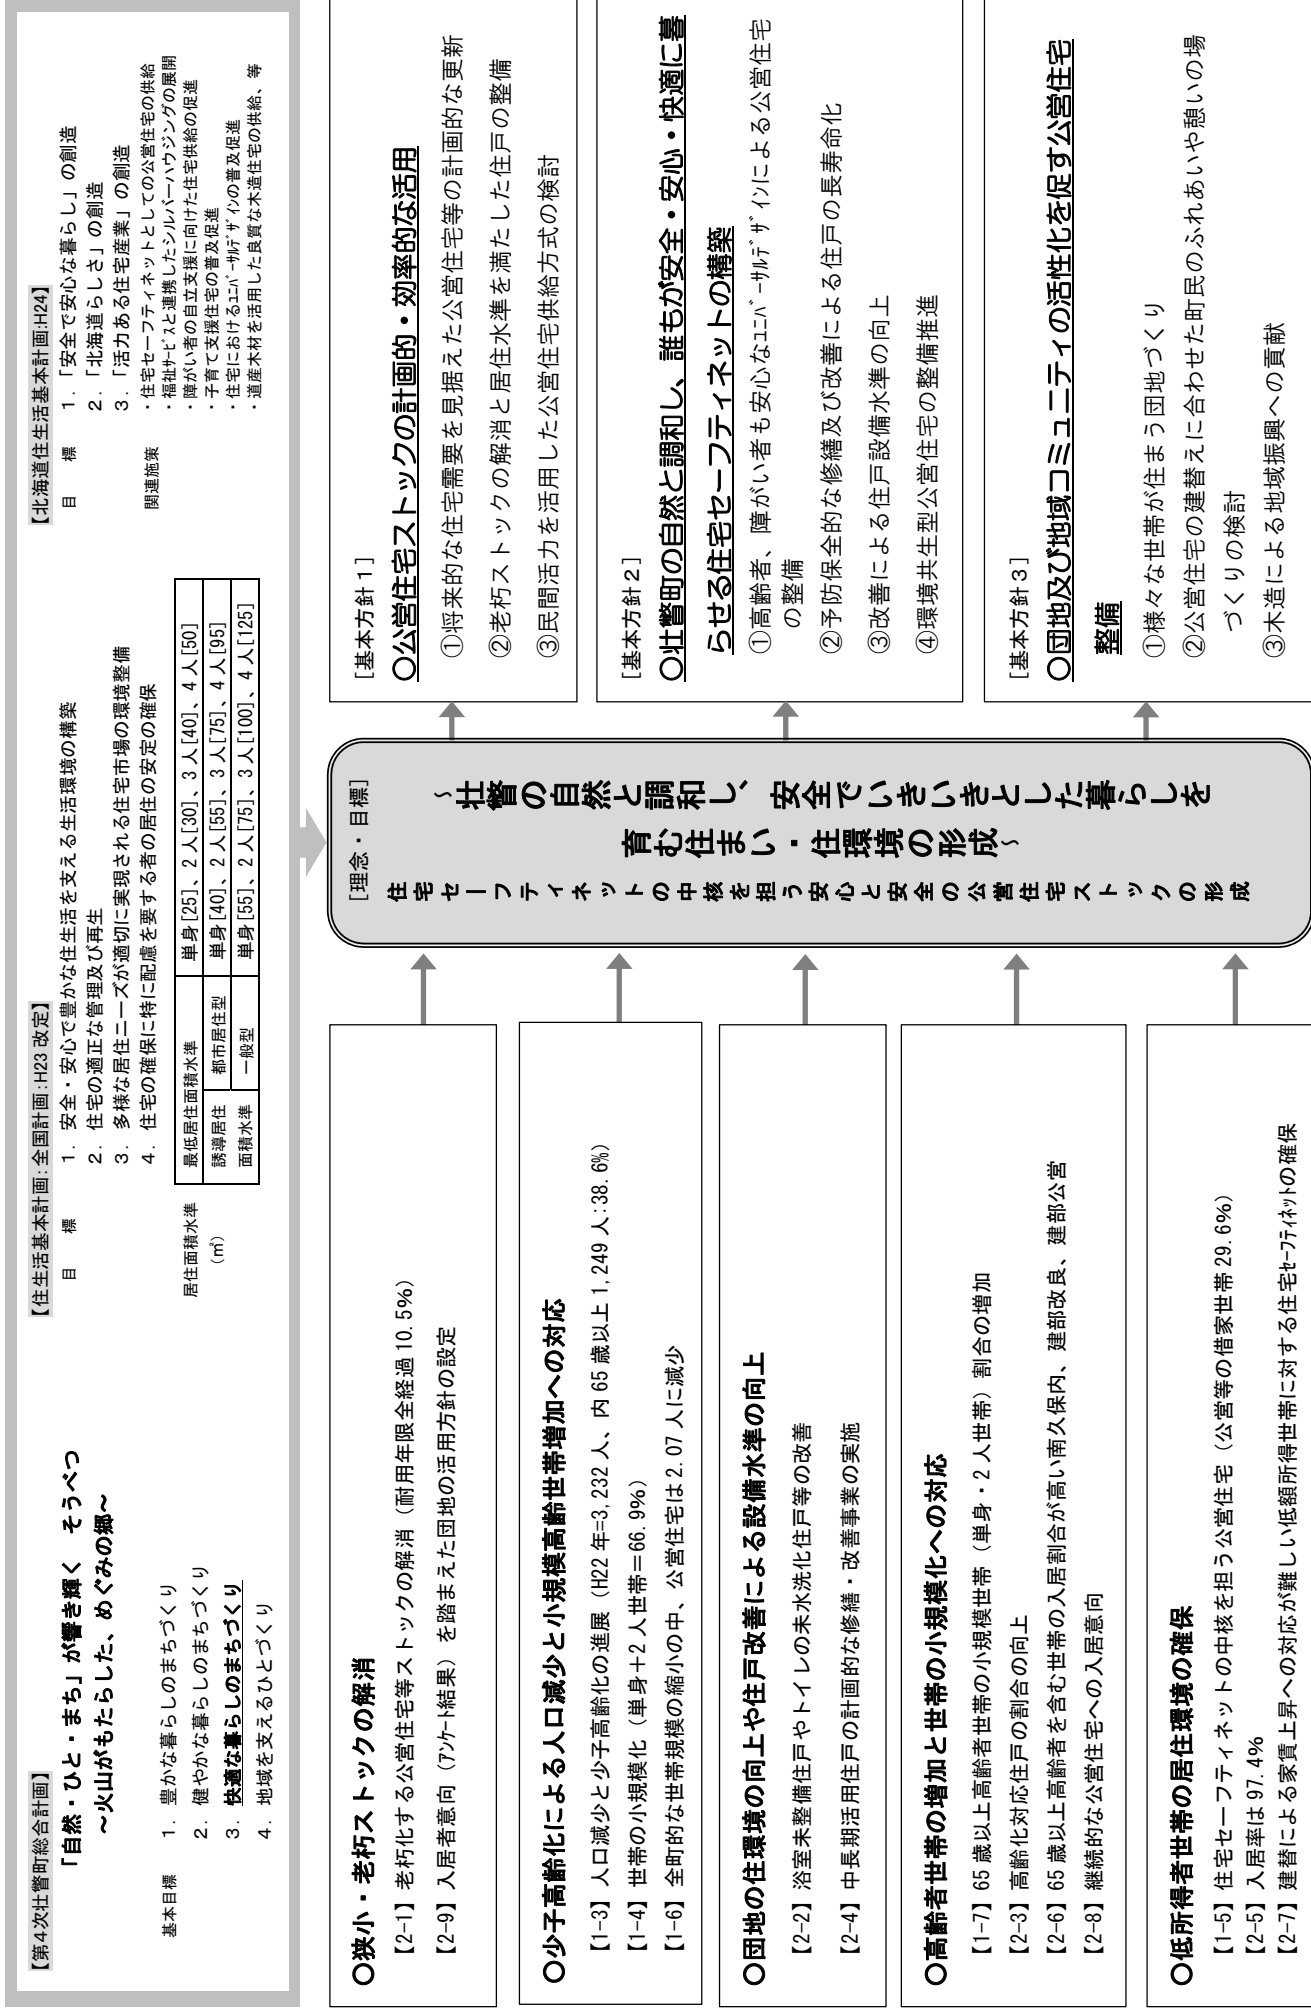 【第４次壮瞥町総合計画】
「自然・ひと・まち」が響き輝く　そうべつ
～火山がもたらした、めぐみの郷～
基本目標
1. 豊かな暮らしのまちづくり
2. 健やかな暮らしのまちづくり
3. 快適な暮らしのまちづくり
4. 地域を支えるひとづくり
【住生活基本計画:全国計画:H23 改定】
目　標
1. 安全・安心で豊かな住生活を支える生活環境の構築
2. 住宅の適正な管理及び再生
3. 多様な居住ニーズが適切に実現される住宅市場の環境整備
4. 住宅の確保に特に配慮を要する者の居住の安定の確保
居住面積水準
（㎡）
最低居住面積水準 単身[25]、２人[30]、３人[40]、４人[50]
誘導居住 都市居住型 単身[40]、２人[55]、３人[75]、４人[95]
面積水準 一般型 単身[55]、２人[75]、３人[100]、４人[125]
【北海道住生活基本計画:H24】
目　標
1. 「安全で安心な暮らし」の創造
2. 「北海道らしさ」の創造
3. 「活力ある住宅産業」の創造
関連施策
・住宅セーフティネットとしての公営住宅の供給
・福祉ｻｰﾋﾞｽと連携したシルバーハウジングの展開
・障がい者の自立支援に向けた住宅供給の促進
・子育て支援住宅の普及促進
・住宅におけるﾕﾆﾊﾞｰｻﾙﾃﾞｻﾞｲﾝの普及促進
・道産木材を活用した良質な木造住宅の供給、等
○狭小・老朽ストックの解消
【2-1】老朽化する公営住宅等ストックの解消（耐用年限全経過 10.5%）
【2-9】入居者意向（ｱﾝｹｰﾄ結果）を踏まえた団地の活用方針の設定
○少子高齢化による人口減少と小規模高齢世帯増加への対応
【1-3】人口減少と少子高齢化の進展（H22 年=3,232 人、内 65 歳以上 1,249 人:38.6%）
【1-4】世帯の小規模化（単身＋２人世帯＝66.9%）
【1-6】全町的な世帯規模の縮小の中、公営住宅は 2.07 人に減少
○団地の住環境の向上や住戸改善による設備水準の向上
【2-2】浴室未整備住戸やトイレの未水洗化住戸等の改善
【2-4】中長期活用住戸の計画的な修繕・改善事業の実施
○高齢者世帯の増加と世帯の小規模化への対応
【1-7】65 歳以上高齢者世帯の小規模世帯（単身・２人世帯）割合の増加
【2-3】高齢化対応住戸の割合の向上
【2-6】65 歳以上高齢者を含む世帯の入居割合が高い南久保内、建部改良、建部公営
【2-8】継続的な公営住宅への入居意向
○低所得者世帯の居住環境の確保
【1-5】住宅セーフティネットの中核を担う公営住宅（公営等の借家世帯 29.6%）
【2-5】入居率は 97.4%
【2-7】建替による家賃上昇への対応が難しい低額所得世帯に対する住宅ｾｰﾌﾃｨﾈｯﾄの確保
[理念・目標]
～壮瞥の自然と調和し、安全でいきいきとした暮らしを
育む住まい・住環境の形成～
住宅セーフティネットの中核を担う安心と安全の公営住宅ストックの形成
[基本方針１]
○公営住宅ストックの計画的・効率的な活用
①将来的な住宅需要を見据えた公営住宅等の計画的な更新
②老朽ストックの解消と居住水準を満たした住戸の整備
③民間活力を活用した公営住宅供給方式の検討
[基本方針２]
○壮瞥町の自然と調和し、誰もが安全・安心・快適に暮
らせる住宅セーフティネットの構築
①高齢者、障がい者も安心なﾕﾆﾊﾞｰｻﾙﾃﾞｻﾞｲﾝによる公営住宅
の整備
②予防保全的な修繕及び改善による住戸の長寿命化
③改善による住戸設備水準の向上
④環境共生型公営住宅の整備推進
[基本方針３]
○団地及び地域コミュニティの活性化を促す公営住宅
整備
①様々な世帯が住まう団地づくり
②公営住宅の建替えに合わせた町民のふれあいや憩いの場
づくりの検討
③木造による地域振興への貢献